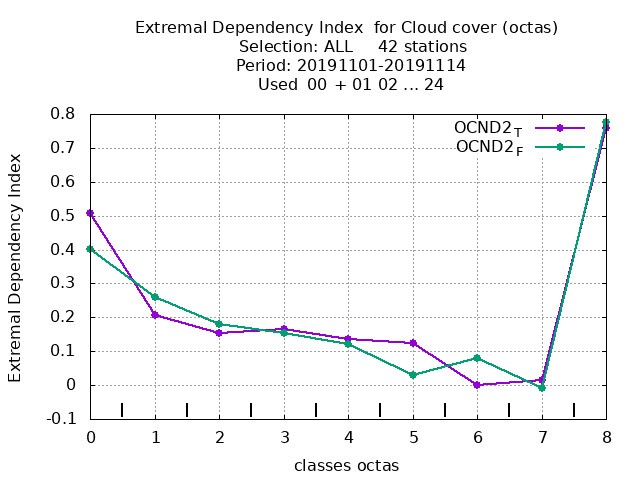 Extremal Dependency Index  for Cloud cover (octas)
Selection: ALL     42 stations
Period: 20191101-20191114
Used  00 + 01 02 ... 24
OCND2T
OCND2F
Extremal Dependency Index
0.8
0.7
0.6
0.5
0.4
0.3
0.2
0.1
0
-0.1
0 1 2 3 4 5 6 7 8
classes octas